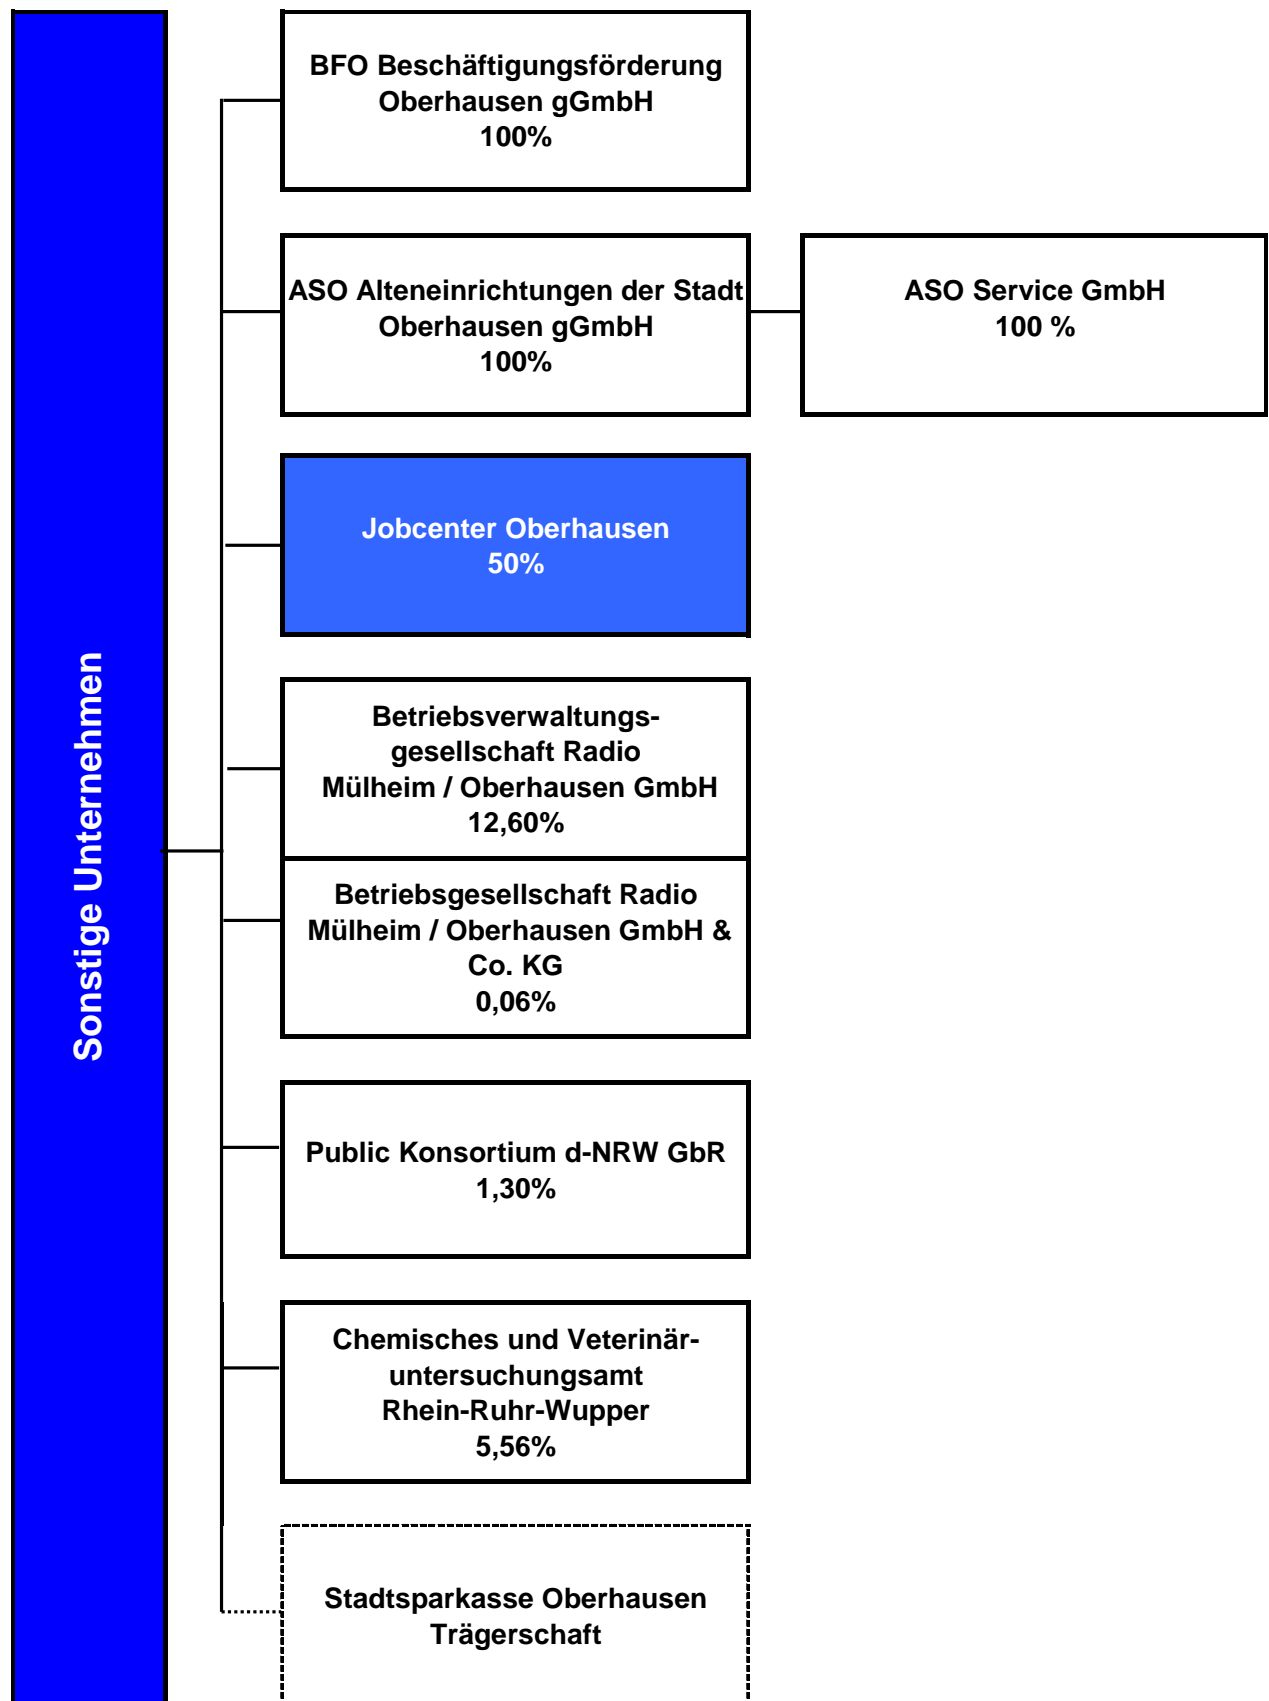 Sonstige Unternehmen
BFO Beschäftigungsförderung
Oberhausen gGmbH
100%
ASO Alteneinrichtungen der Stadt
Oberhausen gGmbH
100%
ASO Service GmbH
100 %
Jobcenter Oberhausen
50%
Betriebsverwaltungs-
gesellschaft Radio
Mülheim / Oberhausen GmbH
12,60%
Betriebsgesellschaft Radio
Mülheim / Oberhausen GmbH &
Co. KG
0,06%
Public Konsortium d-NRW GbR
1,30%
Chemisches und Veterinär-
untersuchungsamt
Rhein-Ruhr-Wupper
5,56%
Stadtsparkasse Oberhausen
Trägerschaft